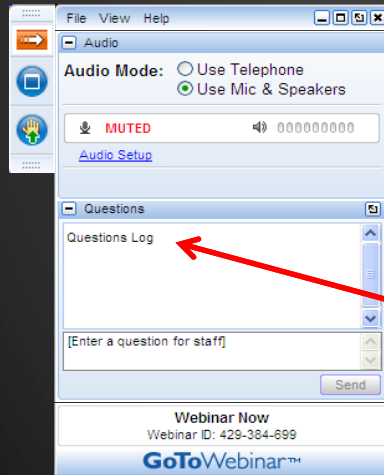 File View Help
Audio
Audio Mode: Use Telephone
Use Mic & Speakers
MUTED 000000000
Audio Setup
Questions
Questions Log
[Enter a question for staff]
Send
Webinar Now
Webinar ID: 429-384-699
GoToWebinar™